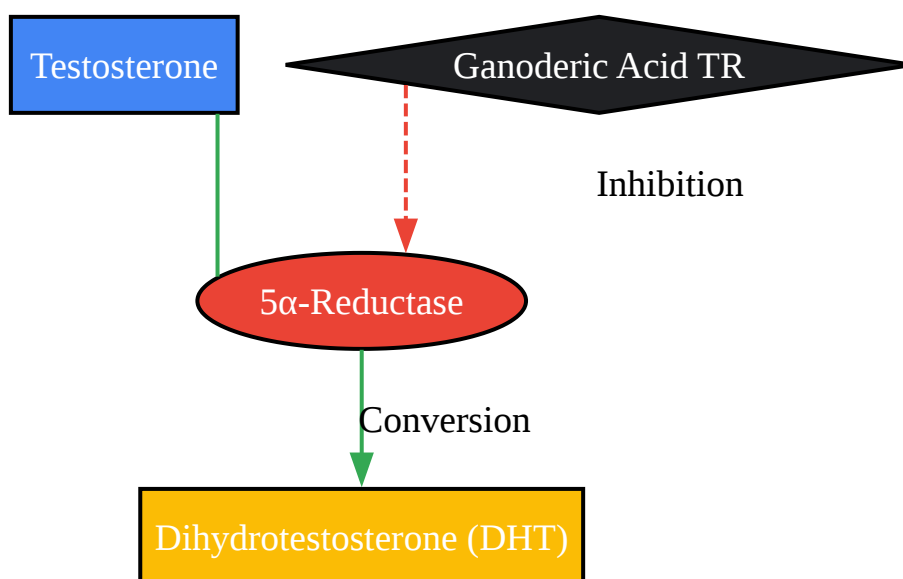 Testosterone
Ganoderic Acid TR
Inhibition
5α-Reductase
Conversion
Dihydrotestosterone (DHT)